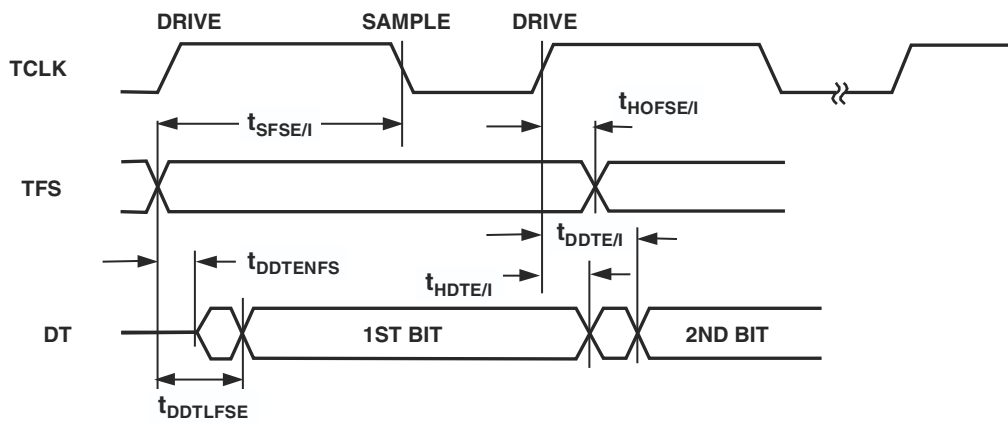 DRIVE SAMPLE DRIVE
TCLK
tHOFSE/I
tSFSE/I
TFS
tDDTE/I
tDDTENFS
tHDTE/I
DT 1ST BIT 2ND BIT
tDDTLFSE